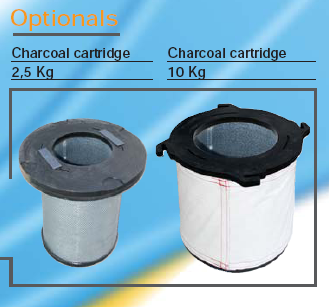 Optionals
Charcoal cartridge
2,5 Kg
Charcoal cartridge
10 Kg